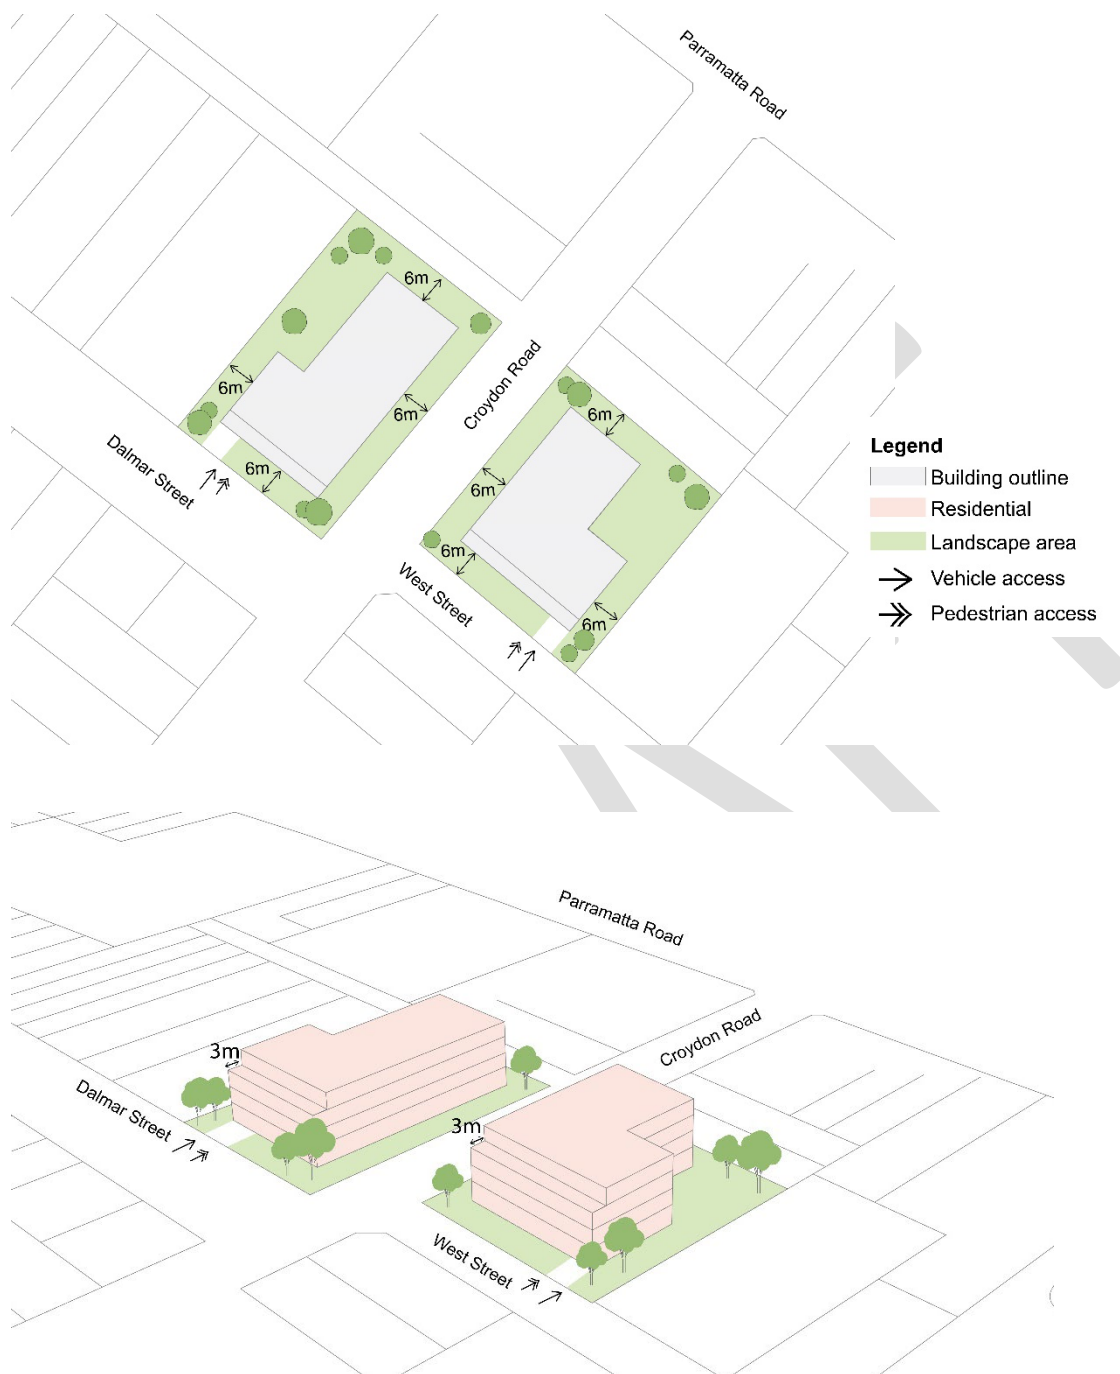 Parramatta Road
6m
6m
6m
6m
Croydon Road
Dalmar Street
6m
6m
6m
6m
West Street
Legend
Building outline
Residential
Landscape area
Vehicle access
Pedestrian access
Parramatta Road
Croydon Road
3m
Dalmar Street
3m
West Street